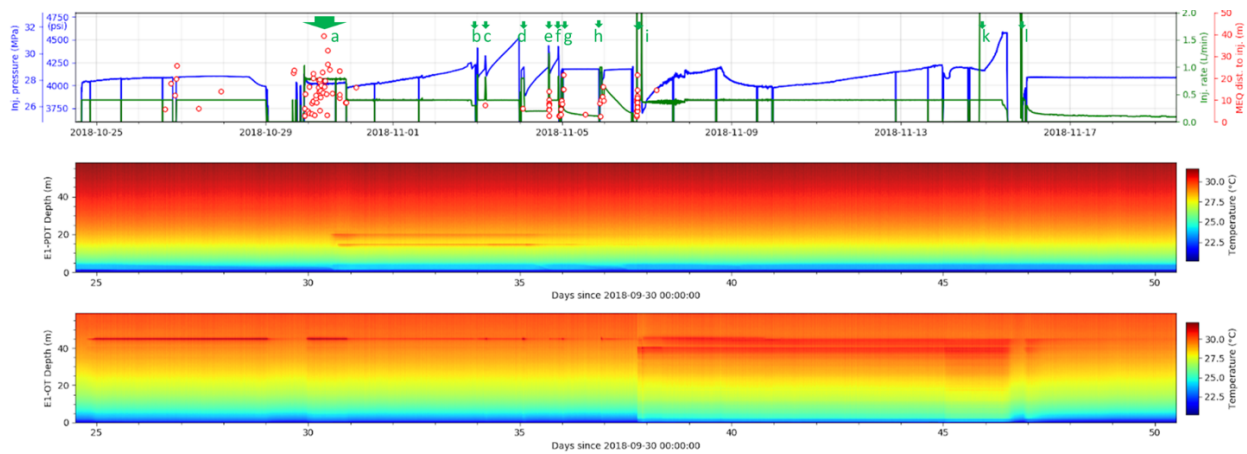 4750
(psi)
4500
4250
4000
3750
32
30
28
26
Inj. pressure (MPa)
a b c d e f g h i k l
2.0
1.5
1.0
0.5
0.0
Inj. rate (L/min)
50
40
30
20
10
0
MEQ dist. to inj. (m)
2018-10-25 2018-10-29 2018-11-01 2018-11-05 2018-11-09 2018-11-13 2018-11-17
E1-PDT Depth (m)
40
20
0
25 30 35 40 45 50
Days since 2018-09-30 00:00:00
30.0
27.5
25.0
22.5
Temperature (°C)
E1-OT Depth (m)
40
20
0
25 30 35 40 45 50
Days since 2018-09-30 00:00:00
30.0
27.5
25.0
22.5
Temperature (°C)